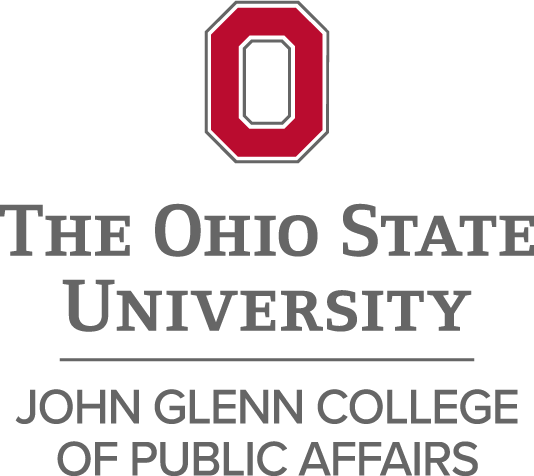 O
THE OHIO STATE
UNIVERSITY
JOHN GLENN COLLEGE
OF PUBLIC AFFAIRS